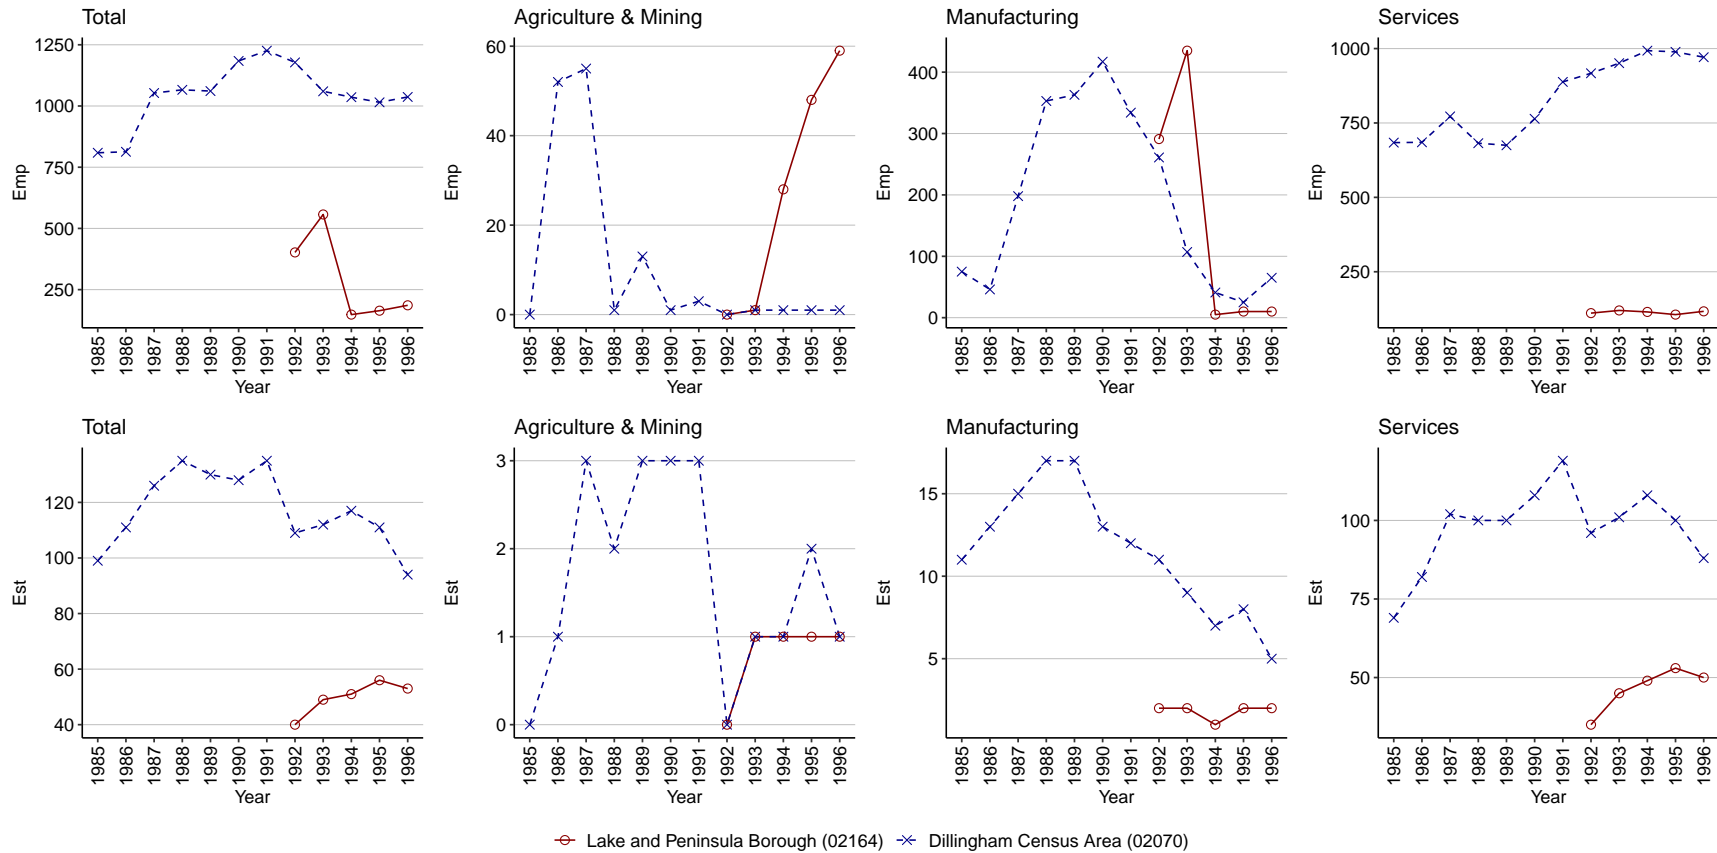 Total
Agriculture & Mining
Manufacturing
Services
Emp
1250
1000
750
500
250
1985 1986 1987 1988 1989 1990 1991 1992 1993 1994 1995 1996
Year
Emp
60
40
20
0
1985 1986 1987 1988 1989 1990 1991 1992 1993 1994 1995 1996
Year
Emp
400
300
200
100
0
1985 1986 1987 1988 1989 1990 1991 1992 1993 1994 1995 1996
Year
Emp
1000
750
500
250
1985 1986 1987 1988 1989 1990 1991 1992 1993 1994 1995 1996
Year
Total
Agriculture & Mining
Manufacturing
Services
Est
120
100
80
60
40
1985 1986 1987 1988 1989 1990 1991 1992 1993 1994 1995 1996
Year
Est
3
2
1
0
1985 1986 1987 1988 1989 1990 1991 1992 1993 1994 1995 1996
Year
Est
15
10
5
1985 1986 1987 1988 1989 1990 1991 1992 1993 1994 1995 1996
Year
Est
100
75
50
1985 1986 1987 1988 1989 1990 1991 1992 1993 1994 1995 1996
Year
Lake and Peninsula Borough (02164) Dillingham Census Area (02070)